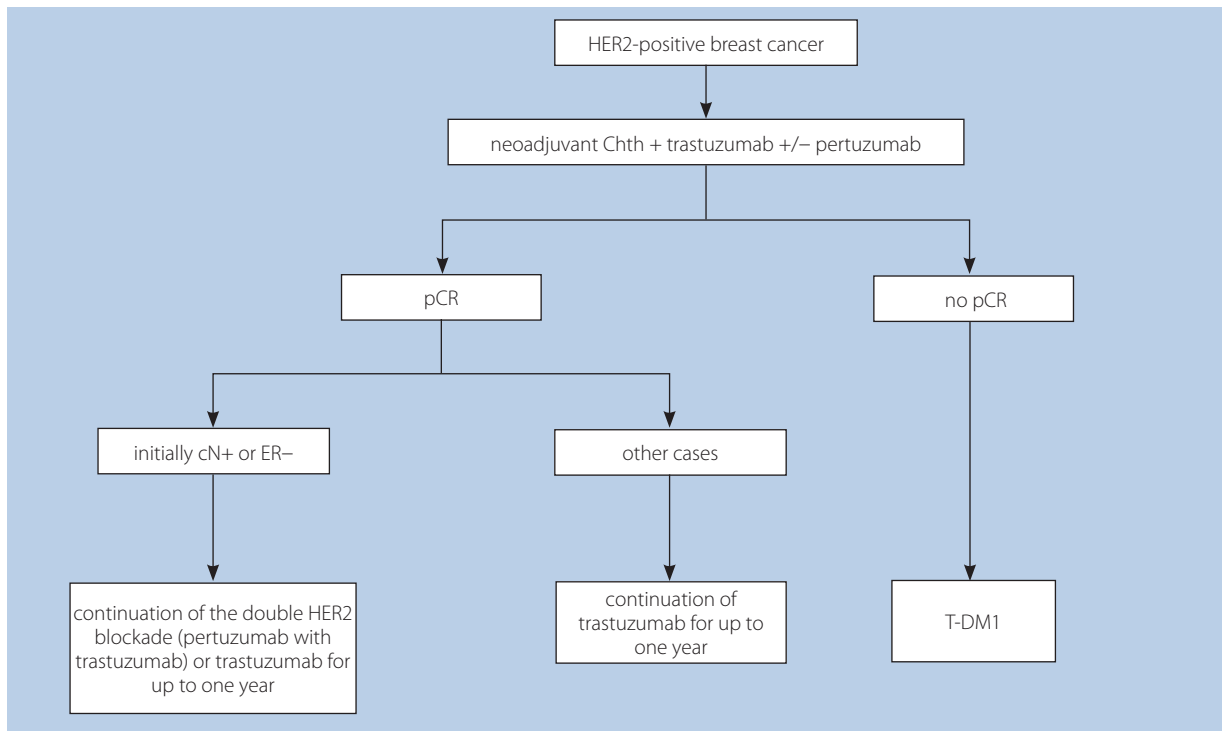 HER2-positive breast cancer
neoadjuvant Chth + trastuzumab +/− pertuzumab
pCR
no pCR
initially cN+ or ER−
other cases
continuation of the double HER2
blockade (pertuzumab with
trastuzumab) or trastuzumab for
up to one year
continuation of
trastuzumab for up to
one year
T-DM1